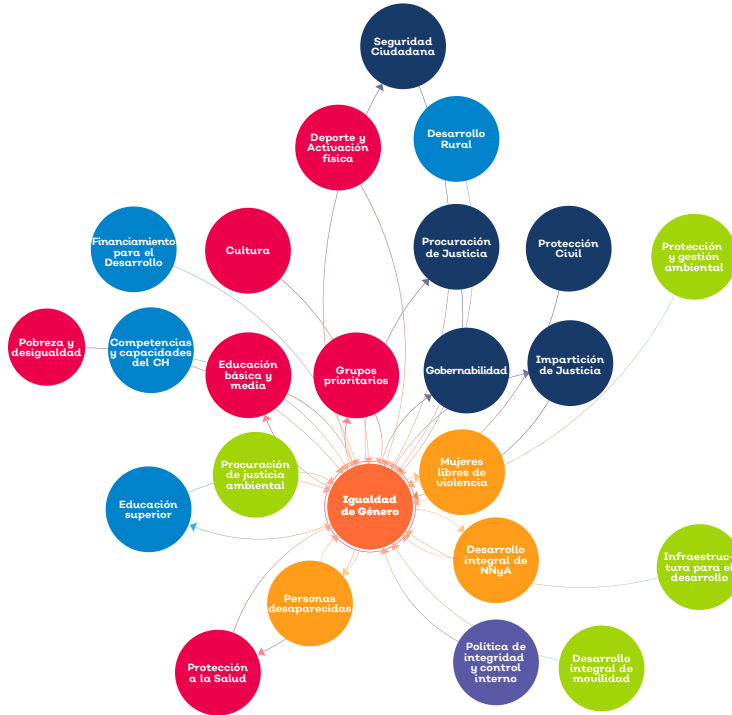 Seguridad
Ciudadana
Deporte y
Activación
física
Desarrollo
Rural
Financiamiento
para el
Desarrollo
Cultura
Procuración
de Justicia
Protección
Civil
Protección
y gestión
ambiental
Pobreza y
desigualdad
Competencias
y capacidades
del CH
Educación
básica y
media
Grupos
prioritarios
Gobernabilidad
Impartición
de Justicia
Procuración
de justicia
ambiental
Mujeres
libres de
violencia
Educación
superior
Igualdad
de Género
Desarrollo
integral de
NNyA
Infraestruc-
tura para el
desarrollo
Personas
desaparecidas
Protección
a la Salud
Política de
integridad
y control
interno
Desarrollo
integral de
movilidad